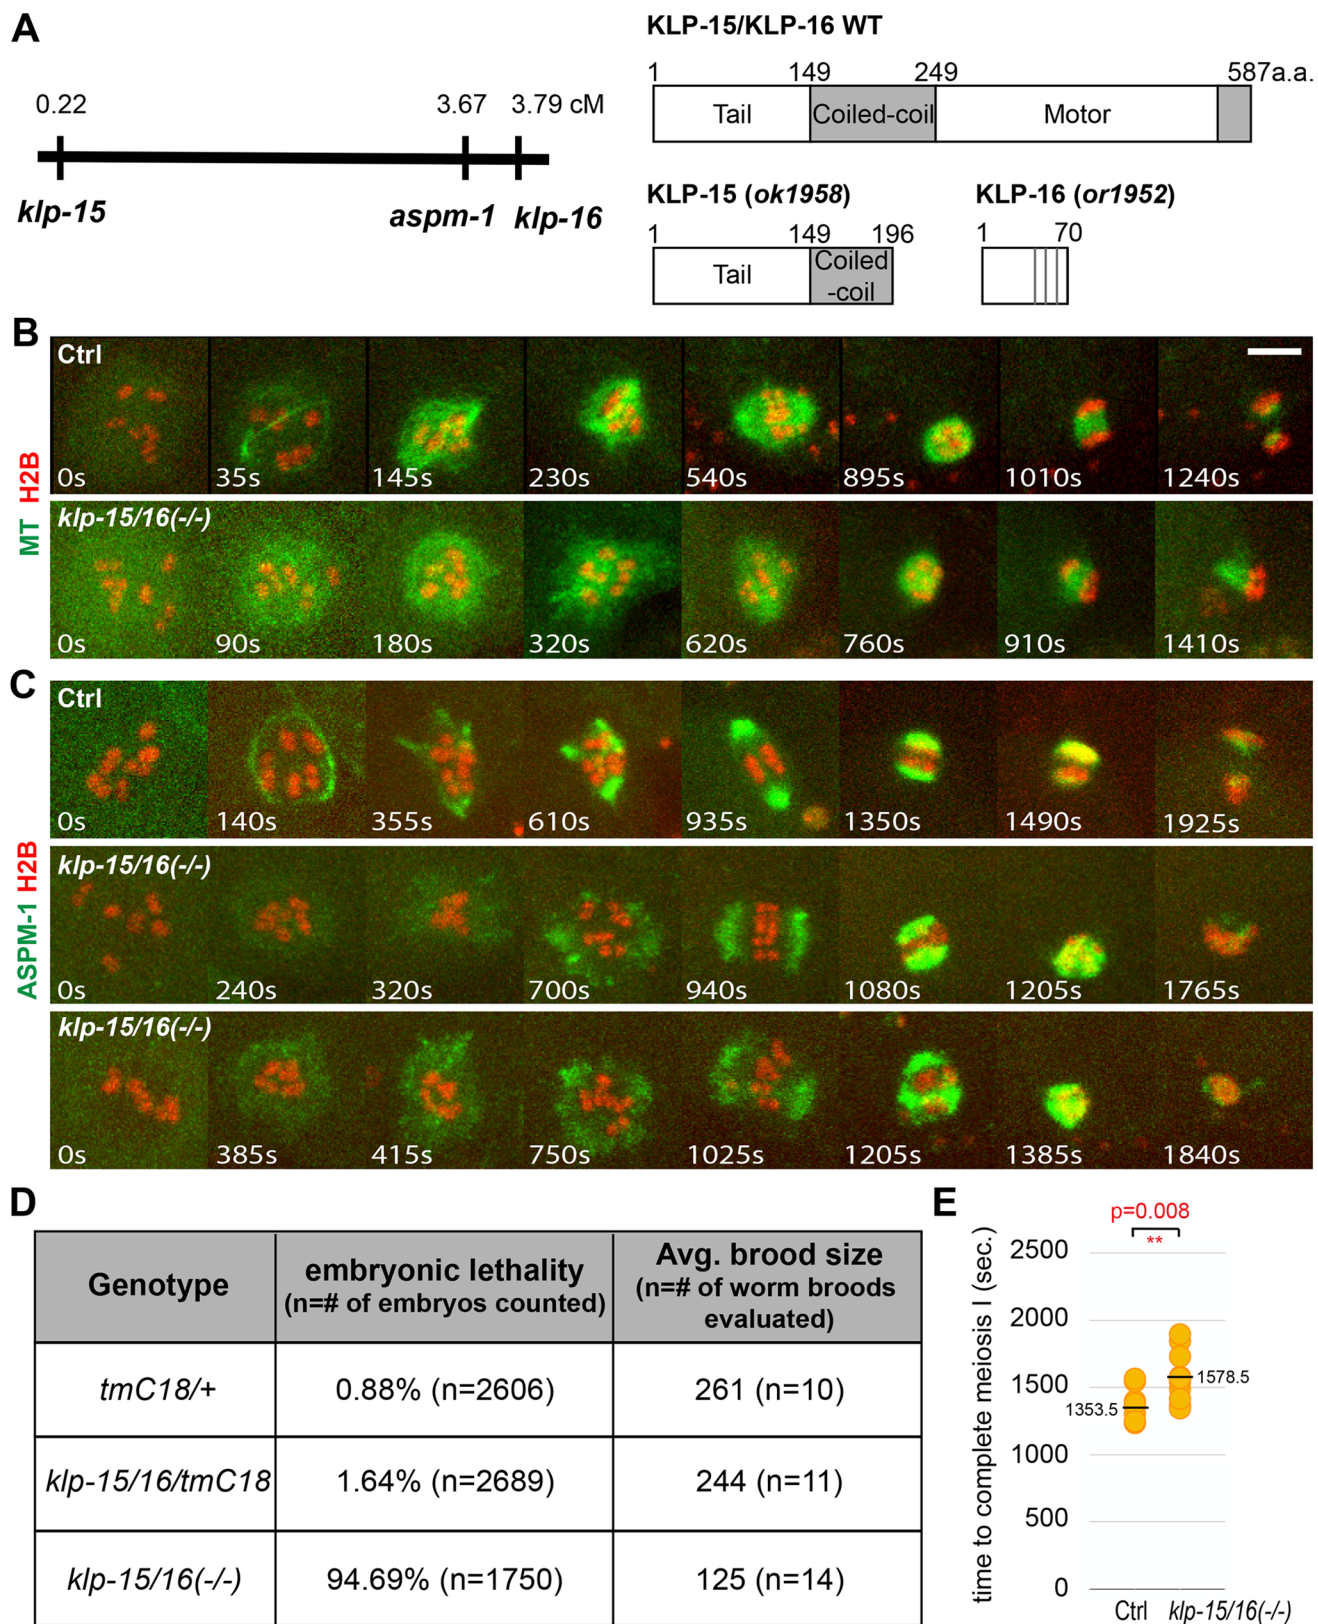 A
0.22
3.67
3.79 cM
klp-15
aspm-1
klp-16
KLP-15/KLP-16 WT
1
149
249
587a.a.
Tail
Coiled-coil
Motor
KLP-15 (ok1958)
1
149
196
Tail
Coiled
-coil
KLP-16 (or1952)
1
70
B
MT H2B
Ctrl
0s
35s
145s
230s
540s
895s
1010s
1240s
klp-15/16(-/-)
0s
90s
180s
320s
620s
760s
910s
1410s
C
ASPM-1 H2B
Ctrl
0s
140s
355s
610s
935s
1350s
1490s
1925s
klp-15/16(-/-)
0s
240s
320s
700s
940s
1080s
1205s
1765s
klp-15/16(-/-)
0s
385s
415s
750s
1025s
1205s
1385s
1840s
D
Genotype
embryonic lethality
(n=# of embryos counted)
Avg. brood size
(n=# of worm broods
evaluated)
tmC18/+
0.88% (n=2606)
261 (n=10)
klp-15/16/tmC18
1.64% (n=2689)
244 (n=11)
klp-15/16(-/-)
94.69% (n=1750)
125 (n=14)
E
time to complete meiosis I (sec.)
p=0.008
**
2500
2000
1500
1000
500
0
1353.5
1578.5
Ctrl
klp-15/16(-/-)